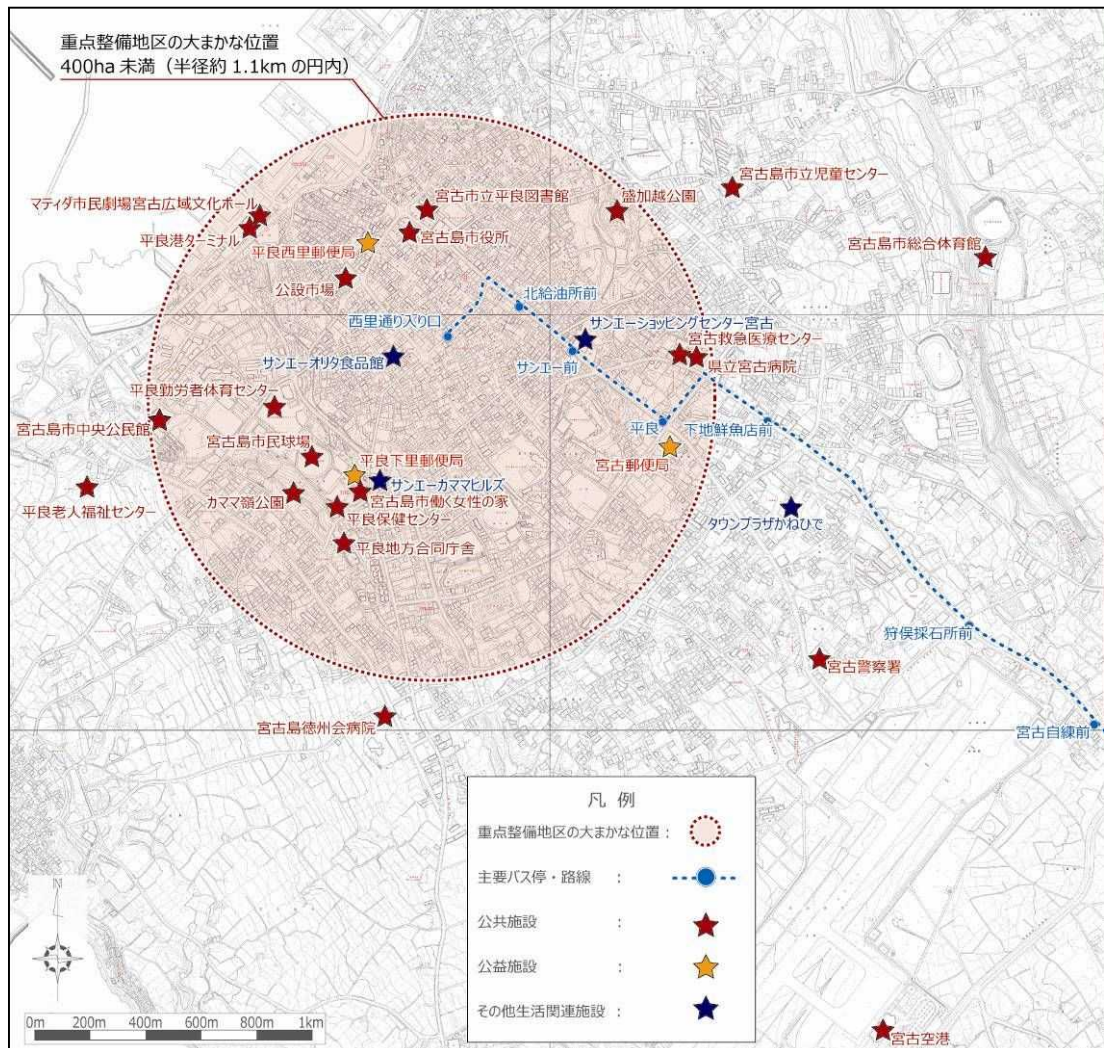 重点整備地区の大まかな位置
400ha 未満（半径約 1.1km の円内）
宮古島市立児童センター
宮古市立平良図書館
盛加越公園
マティダ市民劇場宮古広域文化ホール
平良港ターミナル
宮古島市役所
平良西里郵便局
宮古島市総合体育館
公設市場
北給油所前
西里通り入り口
サンエーショッピングセンター宮古
宮古救急医療センター
サンエーオリタ食品館
サンエー前
県立宮古病院
平良勤労者体育センター
宮古島市中央公民館
平良
下地鮮魚店前
宮古島市民球場
宮古郵便局
平良下里郵便局
サンエーカママヒルズ
カママ嶺公園
宮古島市働く女性の家
平良老人福祉センター
平良保健センター
タウンプラザかねひで
平良地方合同庁舎
狩俣採石所前
宮古警察署
宮古島徳州会病院
宮古自練前
凡 例
重点整備地区の大まかな位置 ：
主要バス停・路線 ：
公共施設 ：
公益施設 ：
その他生活関連施設 ：
N
0m 200m 400m 600m 800m 1km
宮古空港